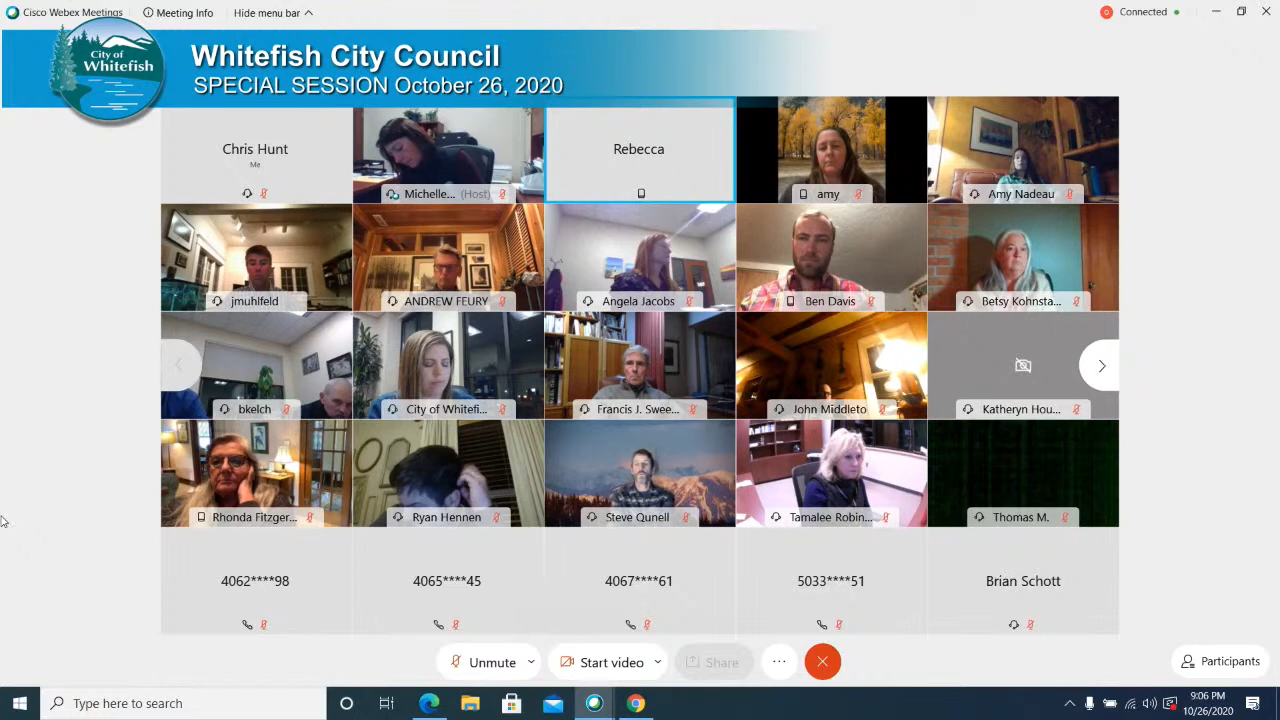 Cisco Webex Meetings
Meeting Info
Hide menu bar
Connected
City of
Whitefish
Whitefish City Council
SPECIAL SESSION October 26, 2020
Chris Hunt
Me
Michelle... (Host)
Rebecca
amy
Amy Nadeau
jmuhlfeld
ANDREW FEURY
Angela Jacobs
Ben Davis
Betsy Kohnsta...
bkelch
City of Whitefi...
Francis J. Swee...
John Middleto
Katheryn Hou...
Rhonda Fitzger...
Ryan Hennen
Steve Qunell
Tamalee Robin...
Thomas M.
4062****98
4065****45
4067****61
5033****51
Brian Schott
Unmute
Start video
Share
Participants
Type here to search
9:06 PM
10/26/2020